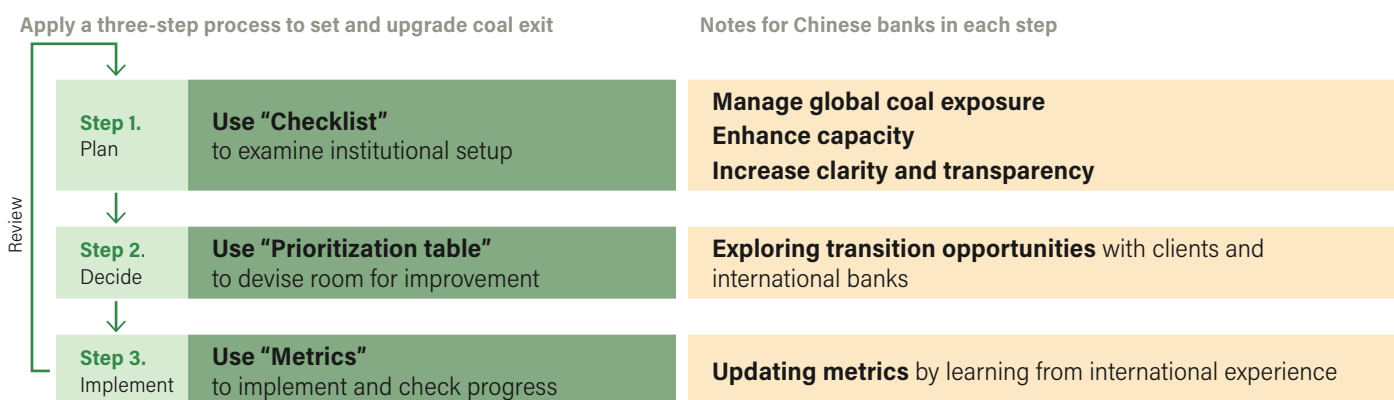 Apply a three-step process to set and upgrade coal exit
Notes for Chinese banks in each step
Review
Step 1.
Plan
Use “Checklist”
to examine institutional setup
Manage global coal exposure
Enhance capacity
Increase clarity and transparency
Step 2.
Decide
Use “Prioritization table”
to devise room for improvement
Exploring transition opportunities with clients and
international banks
Step 3.
Implement
Use “Metrics”
to implement and check progress
Updating metrics by learning from international experience